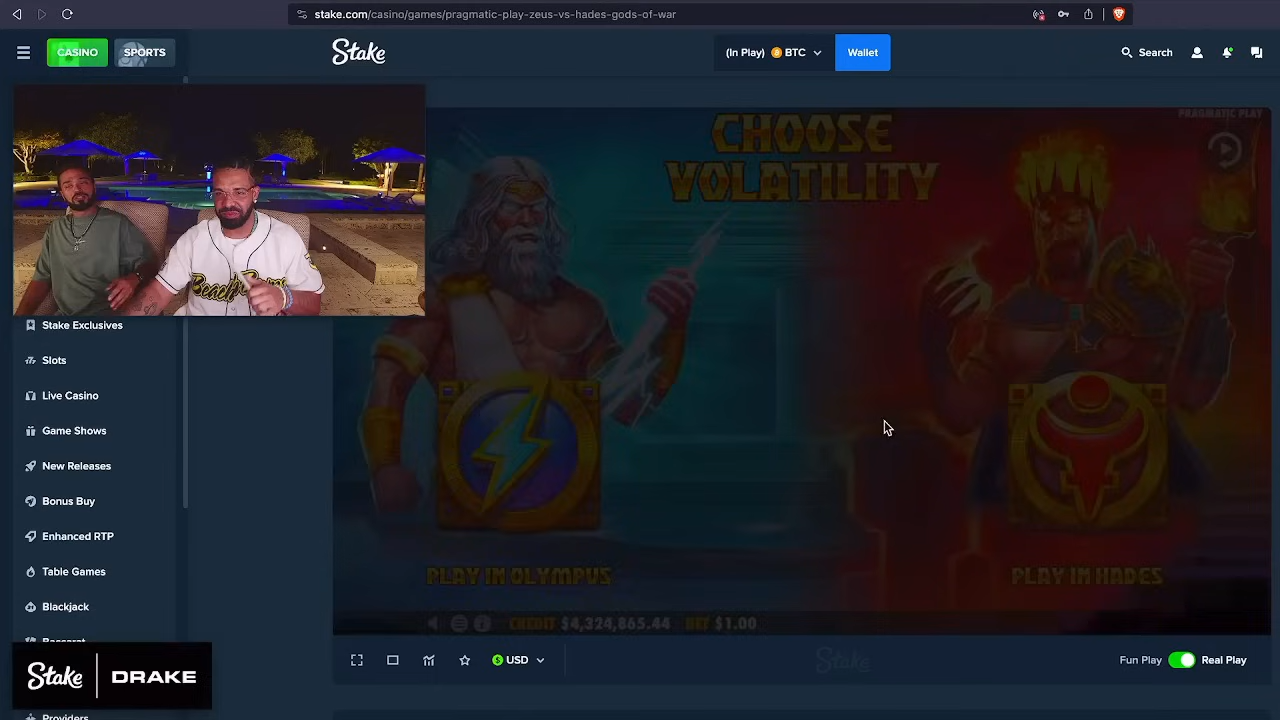 stake.com/casino/games/pragmatic-play-zeus-vs-hades-gods-of-war
CASINO
SPORTS
Stake
(In Play) BTC
Wallet
Search
PRAGMATIC PLAY
CHOOSE
VOLATILITY
Beach Bums
Stake Exclusives
Slots
Live Casino
Game Shows
New Releases
Bonus Buy
Enhanced RTP
Table Games
Blackjack
Baccarat
Providers
PLAY IN OLYMPUS
PLAY IN HADES
CREDIT $4,324,865.44 BET $1.00
USD
Stake
Fun Play
Real Play
Stake | DRAKE